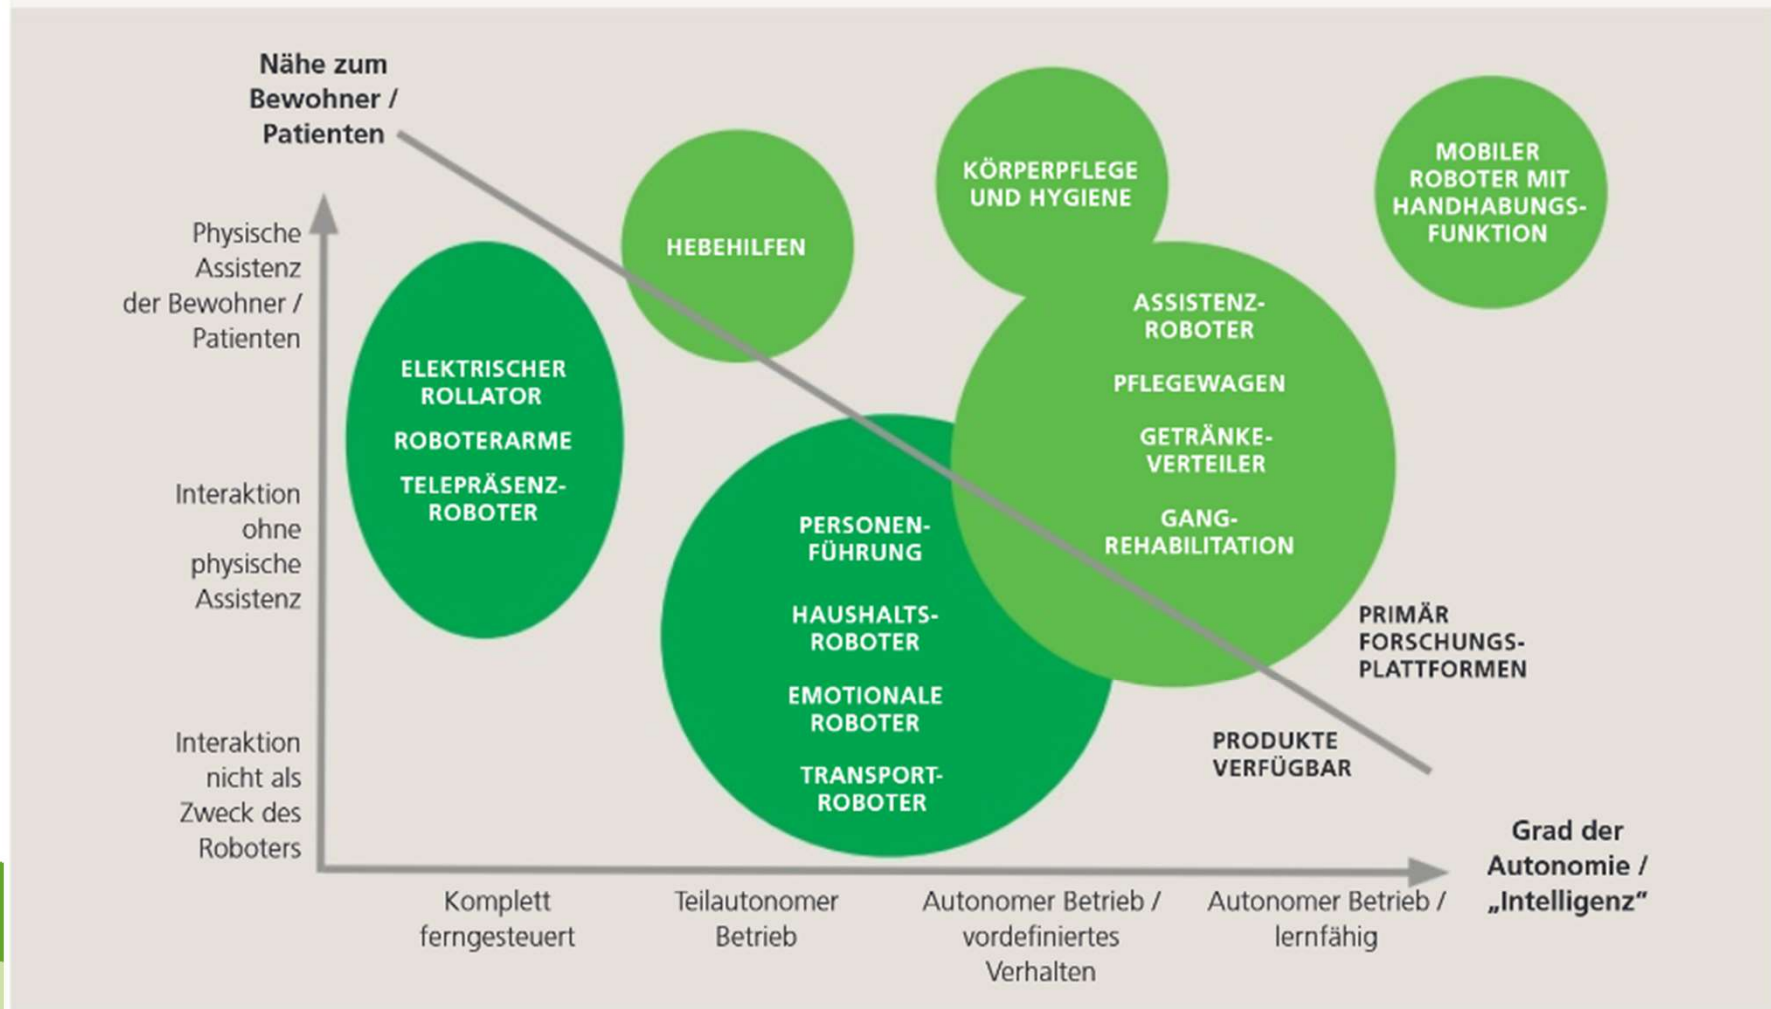 Nähe zum
Bewohner /
Patienten
Physische
Assistenz
der Bewohner /
Patienten
Interaktion
ohne
physische
Assistenz
Interaktion
nicht als
Zweck des
Roboters
ELEKTRISCHER
ROLLATOR
ROBOTERARME
TELEPRÄSENZ-
ROBOTER
HEBEHILFEN
KÖRPERPFLEGE
UND HYGIENE
MOBILER
ROBOTER MIT
HANDHABUNGS-
FUNKTION
ASSISTENZ-
ROBOTER
PFLEGEWAGEN
GETRÄNKE-
VERTEILER
GANG-
REHABILITATION
PERSONEN-
FÜHRUNG
HAUSHALTS-
ROBOTER
EMOTIONALE
ROBOTER
TRANSPORT-
ROBOTER
PRIMÄR
FORSCHUNGS-
PLATTFORMEN
PRODUKTE
VERFÜGBAR
Komplett
ferngesteuert
Teilautonomer
Betrieb
Autonomer Betrieb /
vordefiniertes
Verhalten
Autonomer Betrieb /
lernfähig
Grad der
Autonomie /
„Intelligenz“